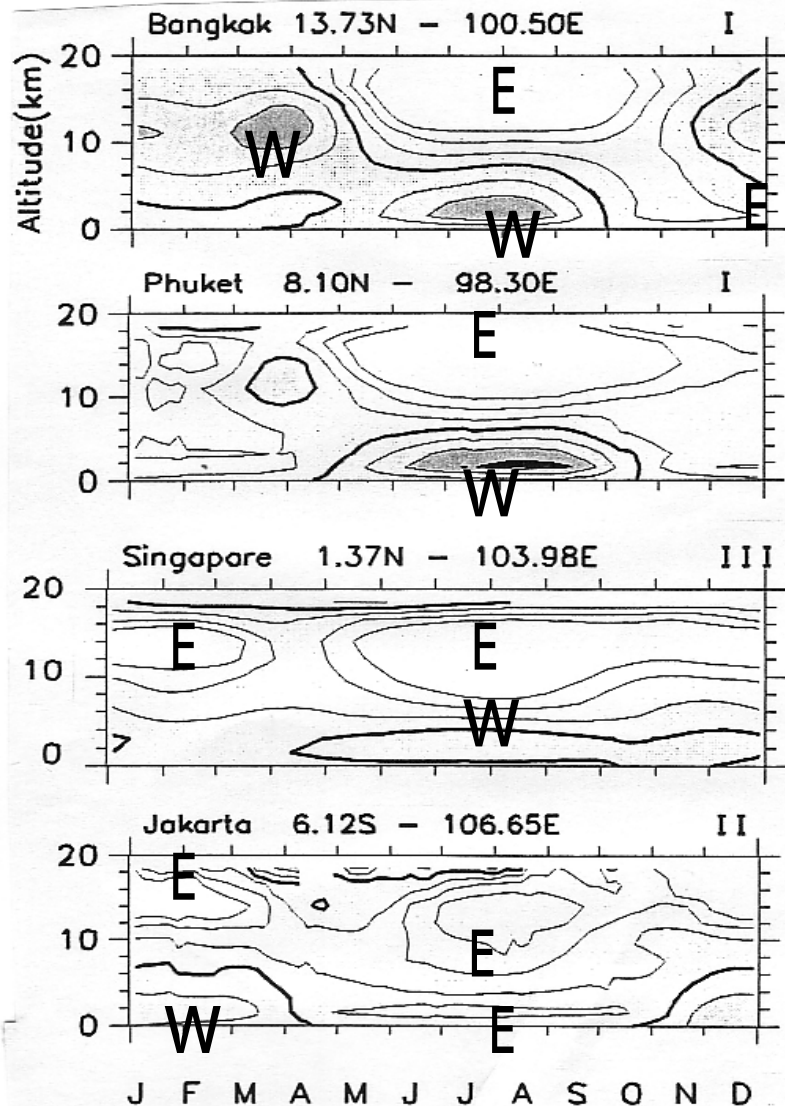 Bangkok 13.73N - 100.50E I
Altitude(km)
20
E
10
W
E
0
W
Phuket 8.10N - 98.30E I
20
E
10
0
W
Singapore 1.37N - 103.98E III
20
E E
10
W
0
Jakarta 6.12S - 106.65E II
20
E
10
E
0
W E
J F M A M J J A S O N D